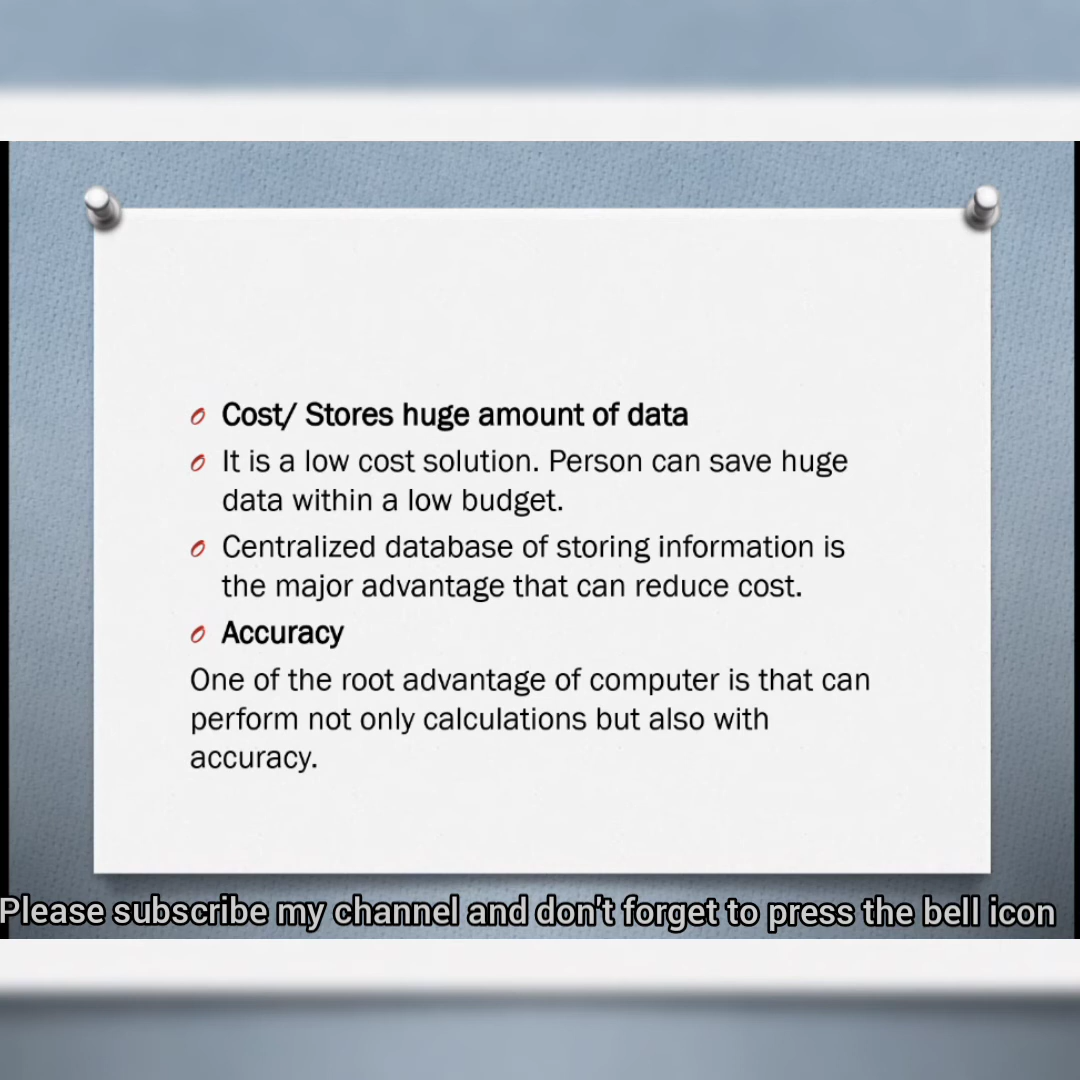 Cost/ Stores huge amount of data
It is a low cost solution. Person can save huge
data within a low budget.
Centralized database of storing information is
the major advantage that can reduce cost.
Accuracy
One of the root advantage of computer is that can
perform not only calculations but also with
accuracy.
Please subscribe my channel and don't forget to press the bell icon